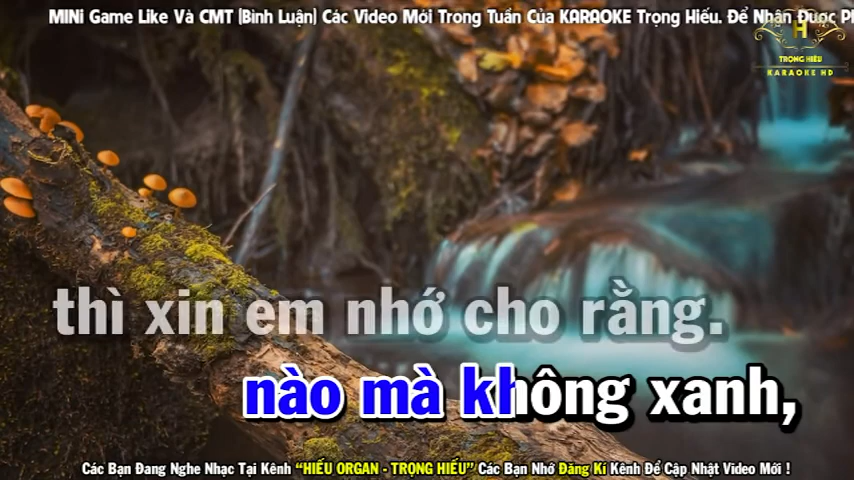 MINi Game Like Và CMT (Bình Luận) Các Video Mới Trong Tuần Của KARAOKE Trọng Hiếu. Để Nhận Được
H
TRỌNG HIẾU
KARAOKE HD
thì xin em nhớ cho rằng.
nào mà không xanh,
Các Bạn Đang Nghe Nhạc Tại Kênh “HIẾU ORGAN - TRỌNG HIẾU” Các Bạn Nhớ Đăng Kí Kênh Để Cập Nhật Video Mới !